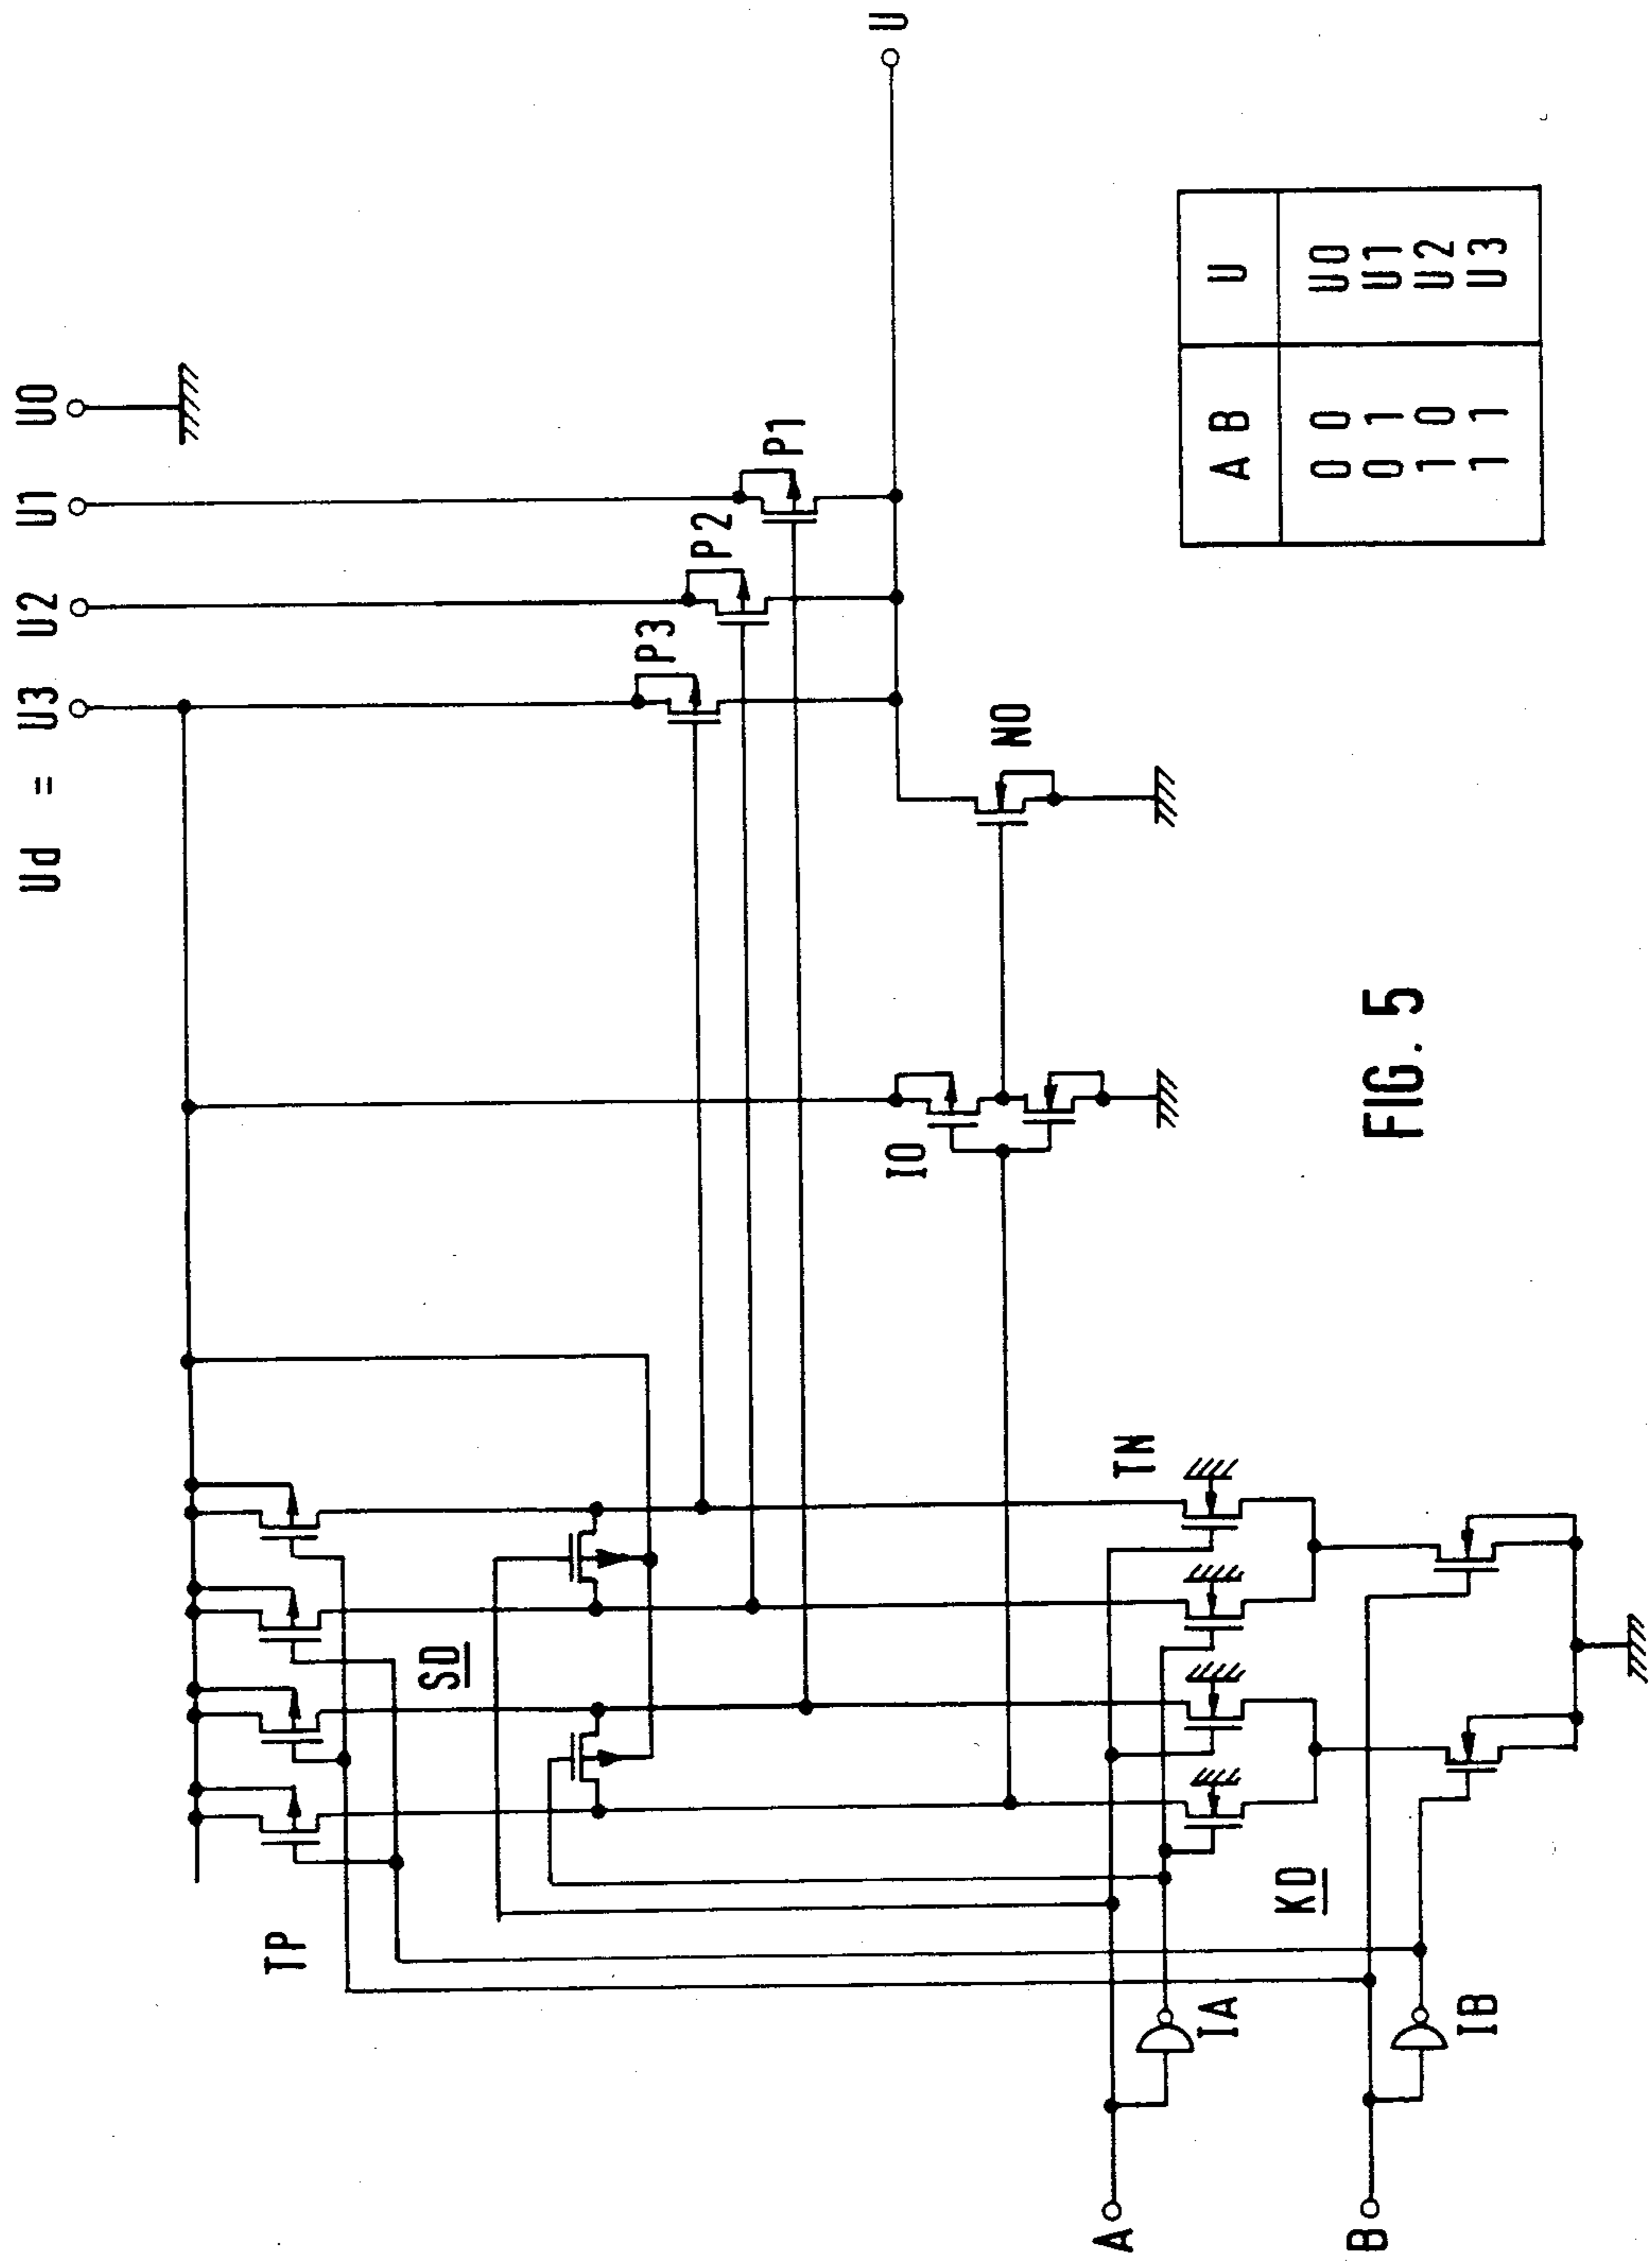 Ud = U3 U2 U1 U0
P3
P2
P1
U
TP
SD
I0
N0
TN
KD
A
IA
B
IB
A B U
0 0 U0
0 1 U1
1 0 U2
1 1 U3
FIG. 5